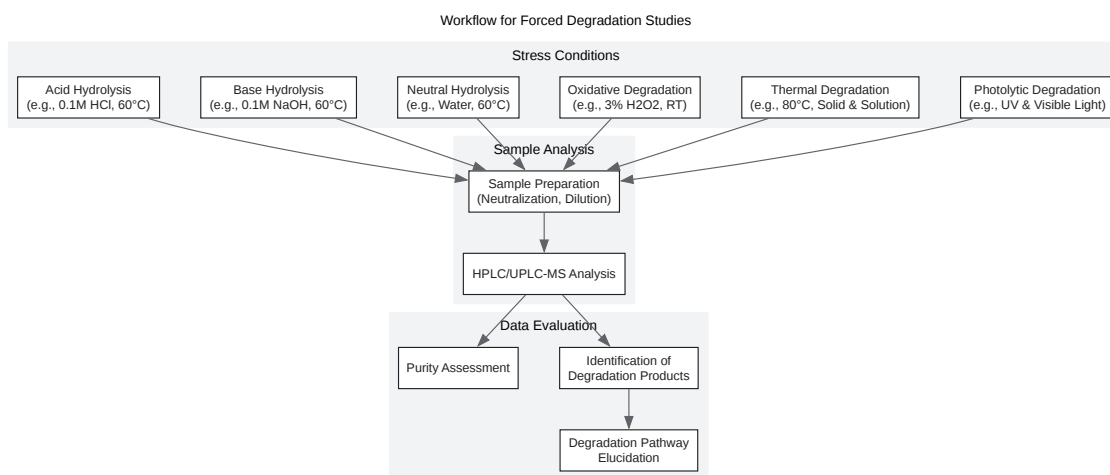 Workflow for Forced Degradation Studies
Stress Conditions
Acid Hydrolysis
(e.g., 0.1M HCl, 60°C)
Base Hydrolysis
(e.g., 0.1M NaOH, 60°C)
Neutral Hydrolysis
(e.g., Water, 60°C)
Oxidative Degradation
(e.g., 3% H2O2, RT)
Thermal Degradation
(e.g., 80°C, Solid & Solution)
Photolytic Degradation
(e.g., UV & Visible Light)
Sample Analysis
Sample Preparation
(Neutralization, Dilution)
HPLC/UPLC-MS Analysis
Data Evaluation
Purity Assessment
Identification of
Degradation Products
Degradation Pathway
Elucidation